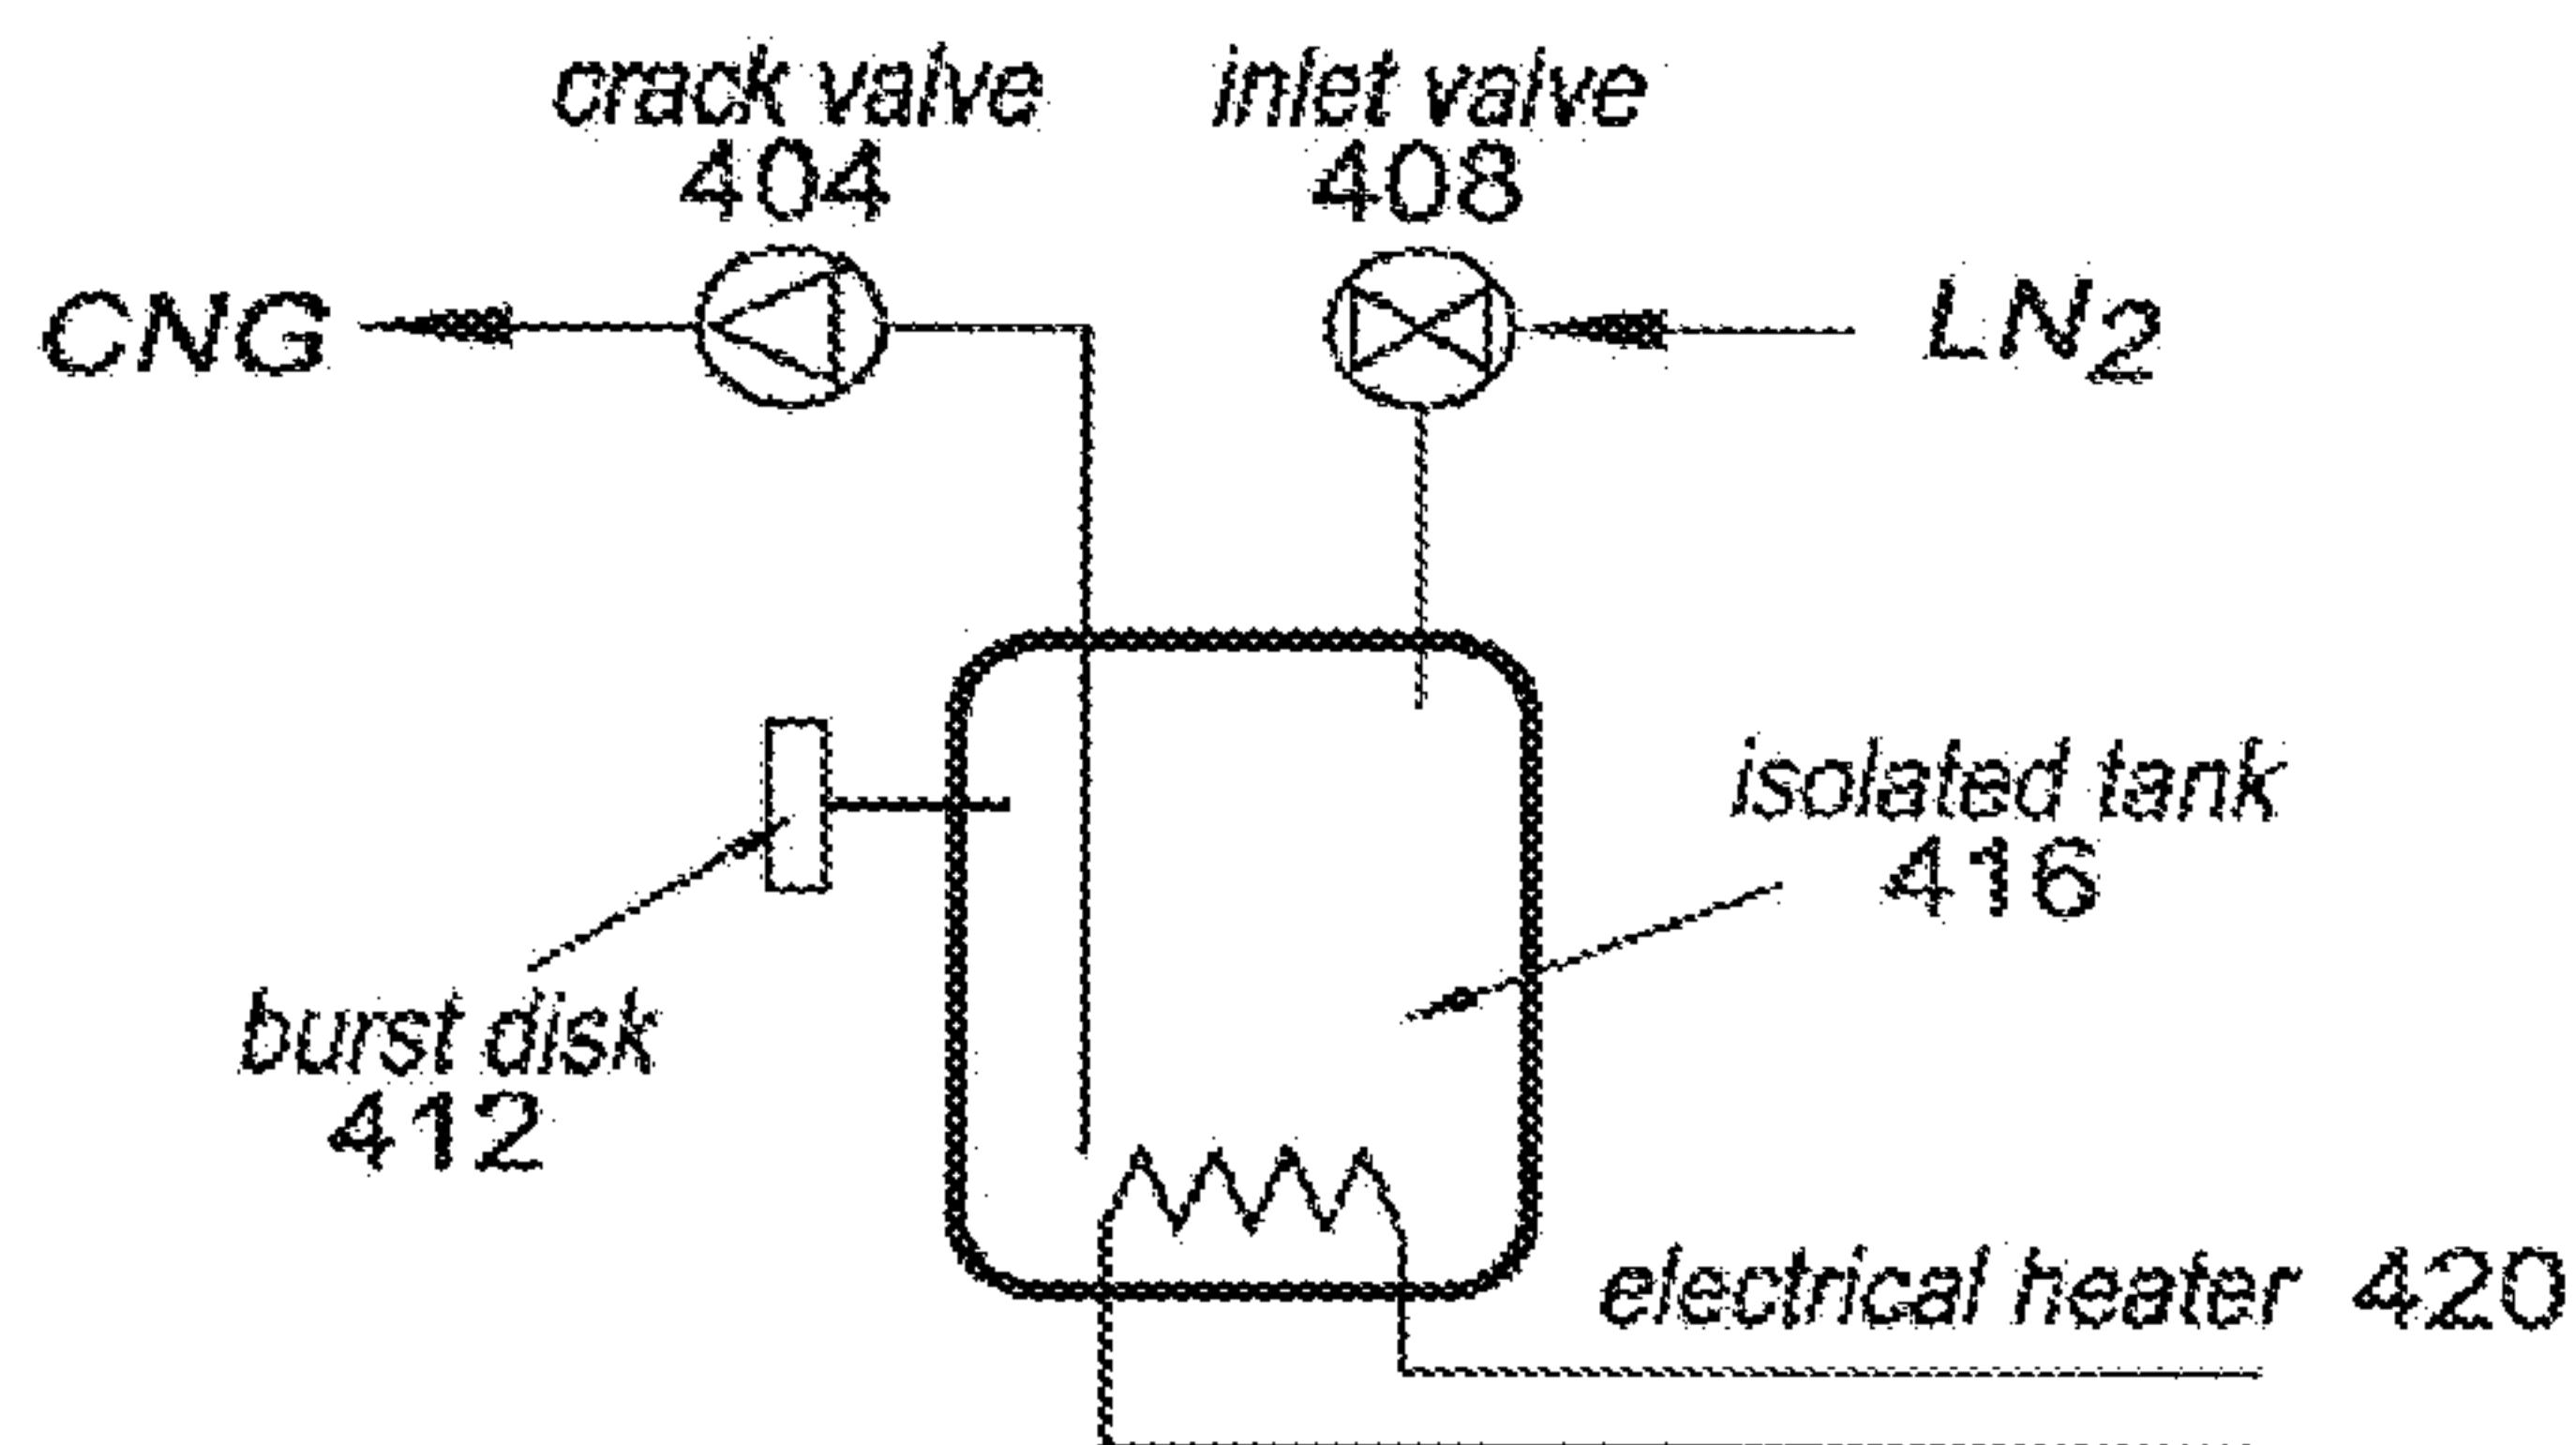 crack valve
404
inlet valve
408
CNG
LN2
isolated tank
416
burst disk
412
electrical heater 420